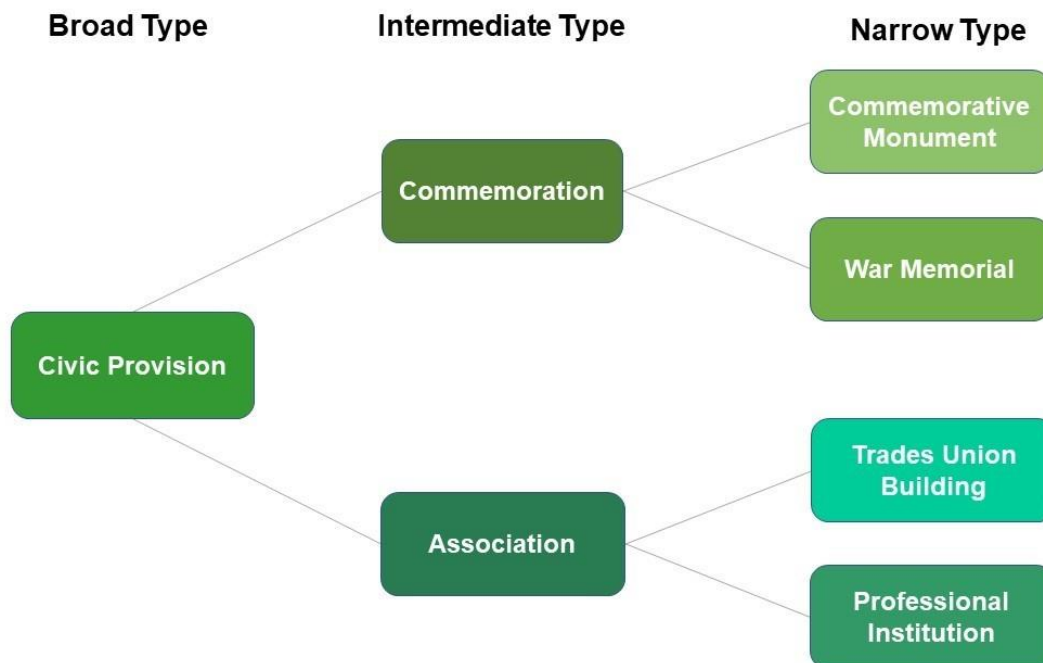 Broad Type
Intermediate Type
Narrow Type
Commemorative
Monument
Commemoration
War Memorial
Civic Provision
Trades Union
Building
Association
Professional
Institution